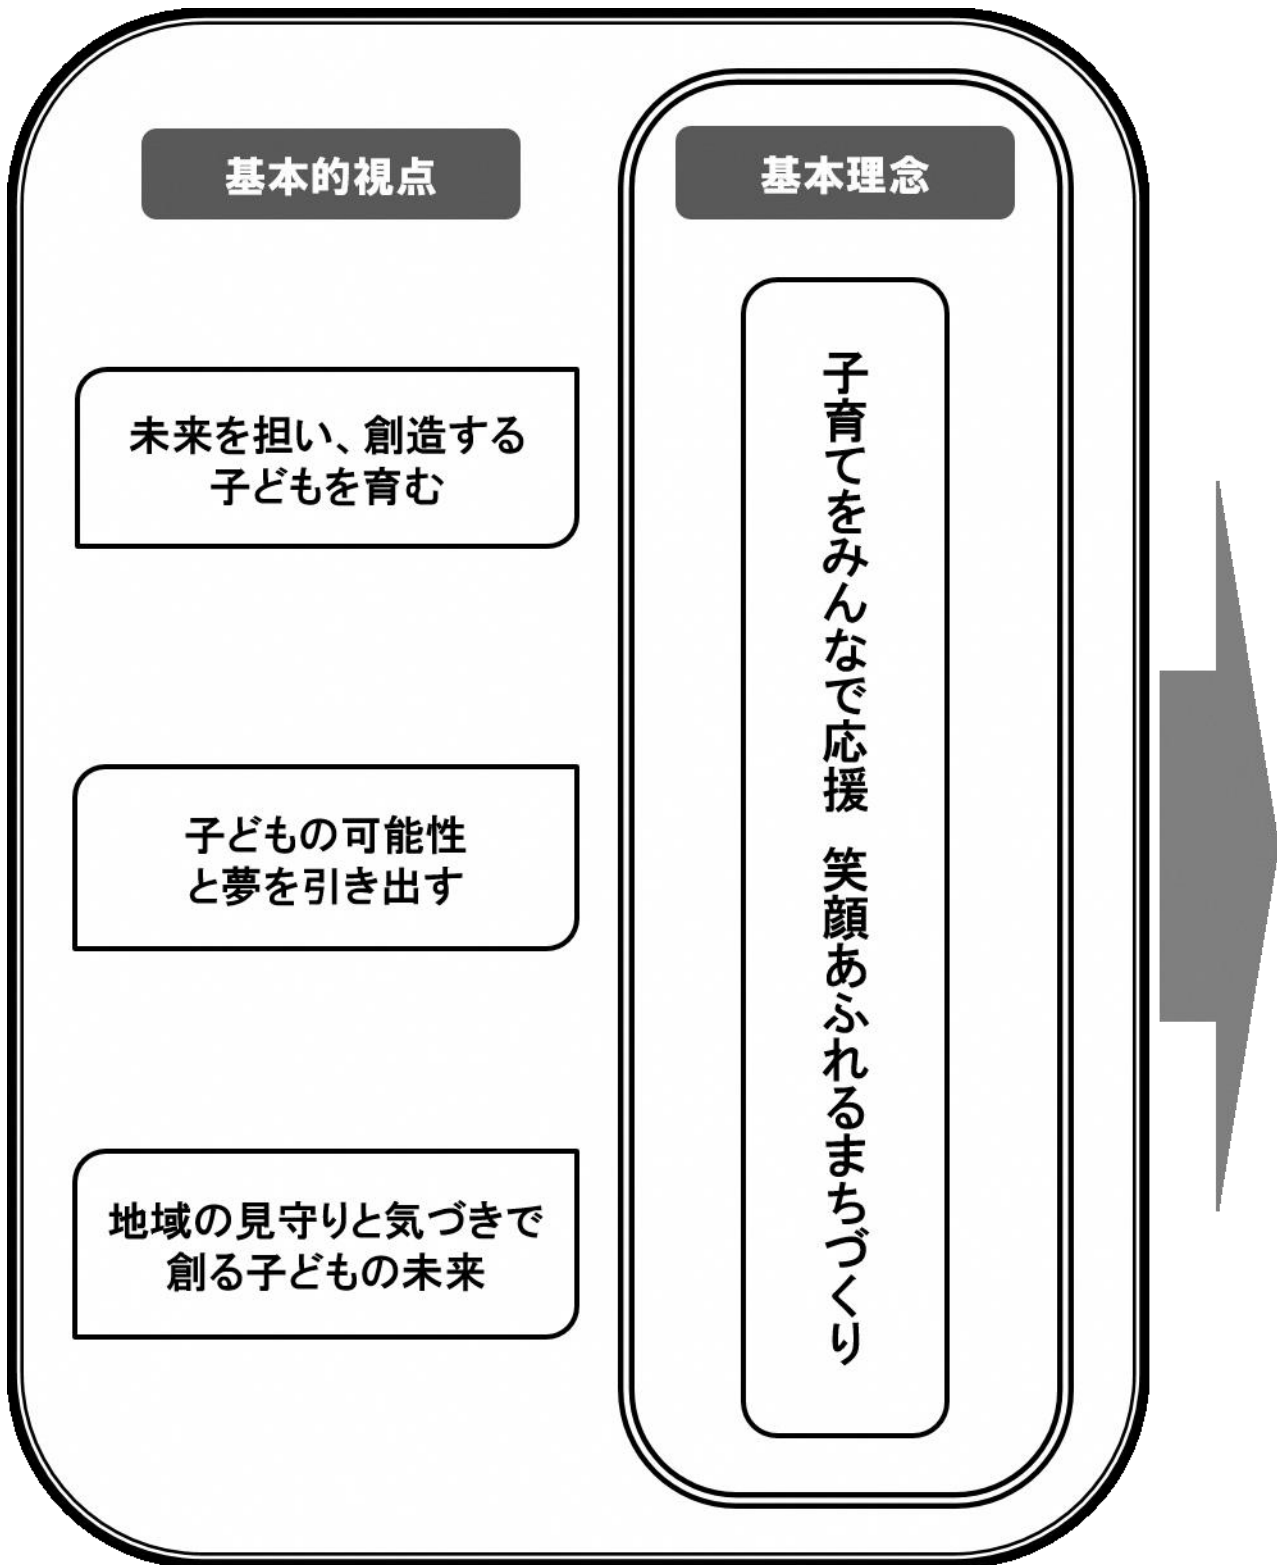 基本的視点
未来を担い、創造する
子どもを育む
子どもの可能性
と夢を引き出す
地域の見守りと気づきで
創る子どもの未来
基本理念
子育てをみんなで応援 笑顔あふれるまちづくり